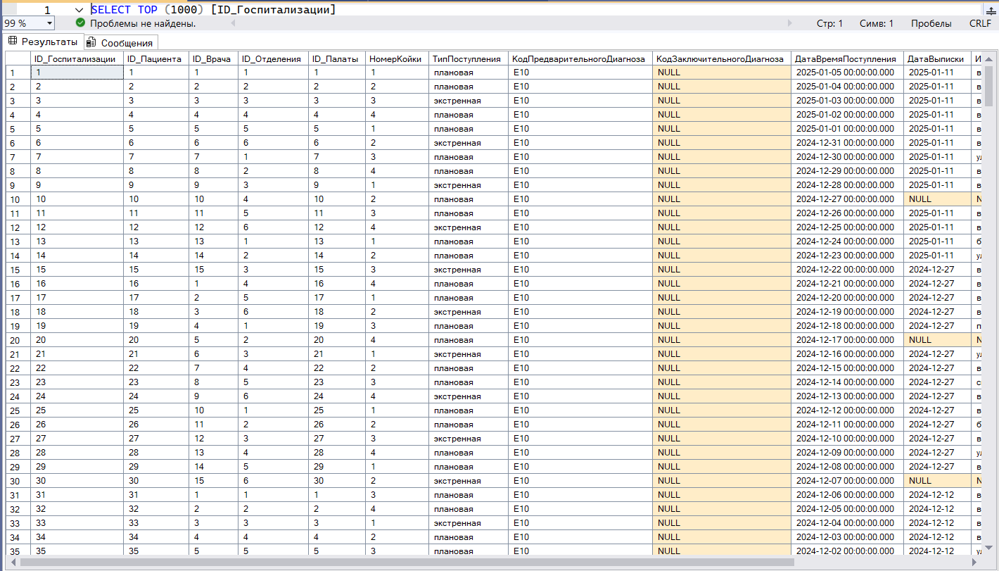 1 SELECT TOP (1000) [ID_Госпитализации]
99 % Проблемы не найдены. Стр: 1 Симв: 1 Пробелы CRLF
Результаты Сообщения
ID_Госпитализации ID_Пациента ID_Врача ID_Отделения ID_Палаты НомерКойки ТипПоступления КодПредварительногоДиагноза КодЗаключительногоДиагноза ДатаВремяПоступления ДатаВыписки И
1 1 1 1 1 1 1 плановая E10 NULL 2025-01-05 00:00:00.000 2025-01-11 в
2 2 2 2 2 2 2 плановая E10 NULL 2025-01-04 00:00:00.000 2025-01-11 в
3 3 3 3 3 3 3 экстренная E10 NULL 2025-01-03 00:00:00.000 2025-01-11 в
4 4 4 4 4 4 4 плановая E10 NULL 2025-01-02 00:00:00.000 2025-01-11 в
5 5 5 5 5 5 1 плановая E10 NULL 2025-01-01 00:00:00.000 2025-01-11 в
6 6 6 6 6 6 2 экстренная E10 NULL 2024-12-31 00:00:00.000 2025-01-11 в
7 7 7 7 1 7 3 плановая E10 NULL 2024-12-30 00:00:00.000 2025-01-11 у
8 8 8 8 2 8 4 плановая E10 NULL 2024-12-29 00:00:00.000 2025-01-11 в
9 9 9 9 3 9 1 экстренная E10 NULL 2024-12-28 00:00:00.000 2025-01-11 в
10 10 10 10 4 10 2 плановая E10 NULL 2024-12-27 00:00:00.000 NULL N
11 11 11 11 5 11 3 плановая E10 NULL 2024-12-26 00:00:00.000 2025-01-11 в
12 12 12 12 6 12 4 экстренная E10 NULL 2024-12-25 00:00:00.000 2025-01-11 в
13 13 13 13 1 13 1 плановая E10 NULL 2024-12-24 00:00:00.000 2025-01-11 б
14 14 14 14 2 14 2 плановая E10 NULL 2024-12-23 00:00:00.000 2025-01-11 у
15 15 15 15 3 15 3 экстренная E10 NULL 2024-12-22 00:00:00.000 2024-12-27 в
16 16 16 1 4 16 4 плановая E10 NULL 2024-12-21 00:00:00.000 2024-12-27 в
17 17 17 2 5 17 1 плановая E10 NULL 2024-12-20 00:00:00.000 2024-12-27 в
18 18 18 3 6 18 2 экстренная E10 NULL 2024-12-19 00:00:00.000 2024-12-27 в
19 19 19 4 1 19 3 плановая E10 NULL 2024-12-18 00:00:00.000 2024-12-27 п
20 20 20 5 2 20 4 плановая E10 NULL 2024-12-17 00:00:00.000 NULL N
21 21 21 6 3 21 1 экстренная E10 NULL 2024-12-16 00:00:00.000 2024-12-27 у
22 22 22 7 4 22 2 плановая E10 NULL 2024-12-15 00:00:00.000 2024-12-27 в
23 23 23 8 5 23 3 плановая E10 NULL 2024-12-14 00:00:00.000 2024-12-27 с
24 24 24 9 6 24 4 экстренная E10 NULL 2024-12-13 00:00:00.000 2024-12-27 в
25 25 25 10 1 25 1 плановая E10 NULL 2024-12-12 00:00:00.000 2024-12-27 в
26 26 26 11 2 26 2 плановая E10 NULL 2024-12-11 00:00:00.000 2024-12-27 б
27 27 27 12 3 27 3 экстренная E10 NULL 2024-12-10 00:00:00.000 2024-12-27 в
28 28 28 13 4 28 4 плановая E10 NULL 2024-12-09 00:00:00.000 2024-12-27 у
29 29 29 14 5 29 1 плановая E10 NULL 2024-12-08 00:00:00.000 2024-12-27 в
30 30 30 15 6 30 2 экстренная E10 NULL 2024-12-07 00:00:00.000 NULL N
31 31 31 1 1 1 3 плановая E10 NULL 2024-12-06 00:00:00.000 2024-12-12 в
32 32 32 2 2 2 4 плановая E10 NULL 2024-12-05 00:00:00.000 2024-12-12 в
33 33 33 3 3 3 1 экстренная E10 NULL 2024-12-04 00:00:00.000 2024-12-12 в
34 34 34 4 4 4 2 плановая E10 NULL 2024-12-03 00:00:00.000 2024-12-12 в
35 35 35 5 5 5 3 плановая E10 NULL 2024-12-02 00:00:00.000 2024-12-12 в